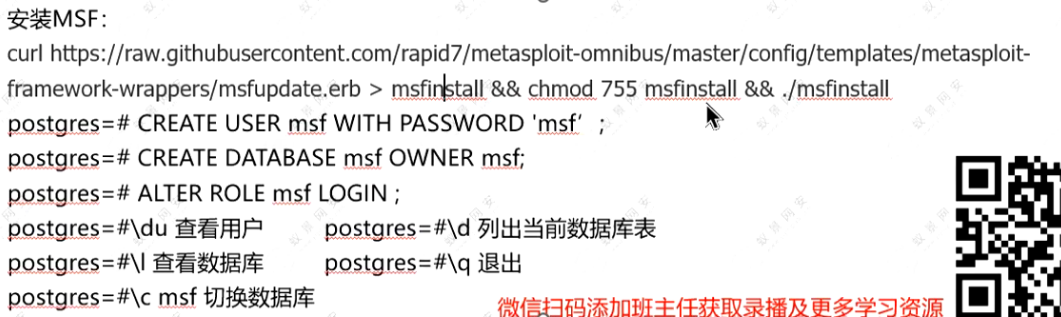 安装MSF：
curl https://raw.githubusercontent.com/rapid7/metasploit-omnibus/master/config/templates/metasploit-
framework-wrappers/msfupdate.erb > msfinstall && chmod 755 msfinstall && ./msfinstall
postgres=# CREATE USER msf WITH PASSWORD 'msf‘ ;
postgres=# CREATE DATABASE msf OWNER msf;
postgres=# ALTER ROLE msf LOGIN ;
postgres=#\du 查看用户 postgres=#\d 列出当前数据库表
postgres=#\l 查看数据库 postgres=#\q 退出
postgres=#\c msf 切换数据库
微信扫码添加班主任获取录播及更多学习资源